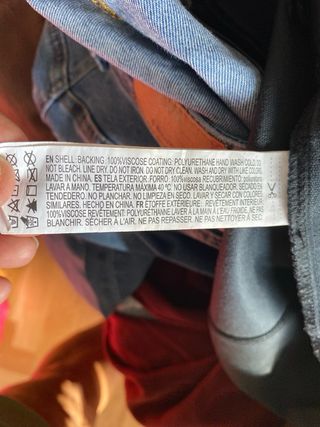 EN SHELL: BACKING: 100%VISCOSE COATING: POLYURETHANE HAND WASH COLD. DO
NOT BLEACH. LINE DRY. DO NOT IRON. DO NOT DRY CLEAN. WASH AND DRY WITH LIKE COLORS.
MADE IN CHINA. ES TELA EXTERIOR: FORRO: 100%viscosa RECUBRIMIENTO: poliuretano
LAVAR A MANO. TEMPERATURA MÁXIMA 40 ºC NO USAR BLANQUEADOR. SECADO EN
TENDEDERO. NO PLANCHAR. NO LIMPIEZA EN SECO. LAVAR Y SECAR CON COLORES
SIMILARES. HECHO EN CHINA. FR ÉTOFFE EXTÉRIEURE: REVÊTEMENT INTÉRIEUR
100%VISCOSE REVÊTEMENT: POLYURÉTHANNE LAVER À LA MAIN À L'EAU FROIDE. NE PAS
BLANCHIR. SÉCHER À L'AIR. NE PAS REPASSER. NE PAS NETTOYER À SEC